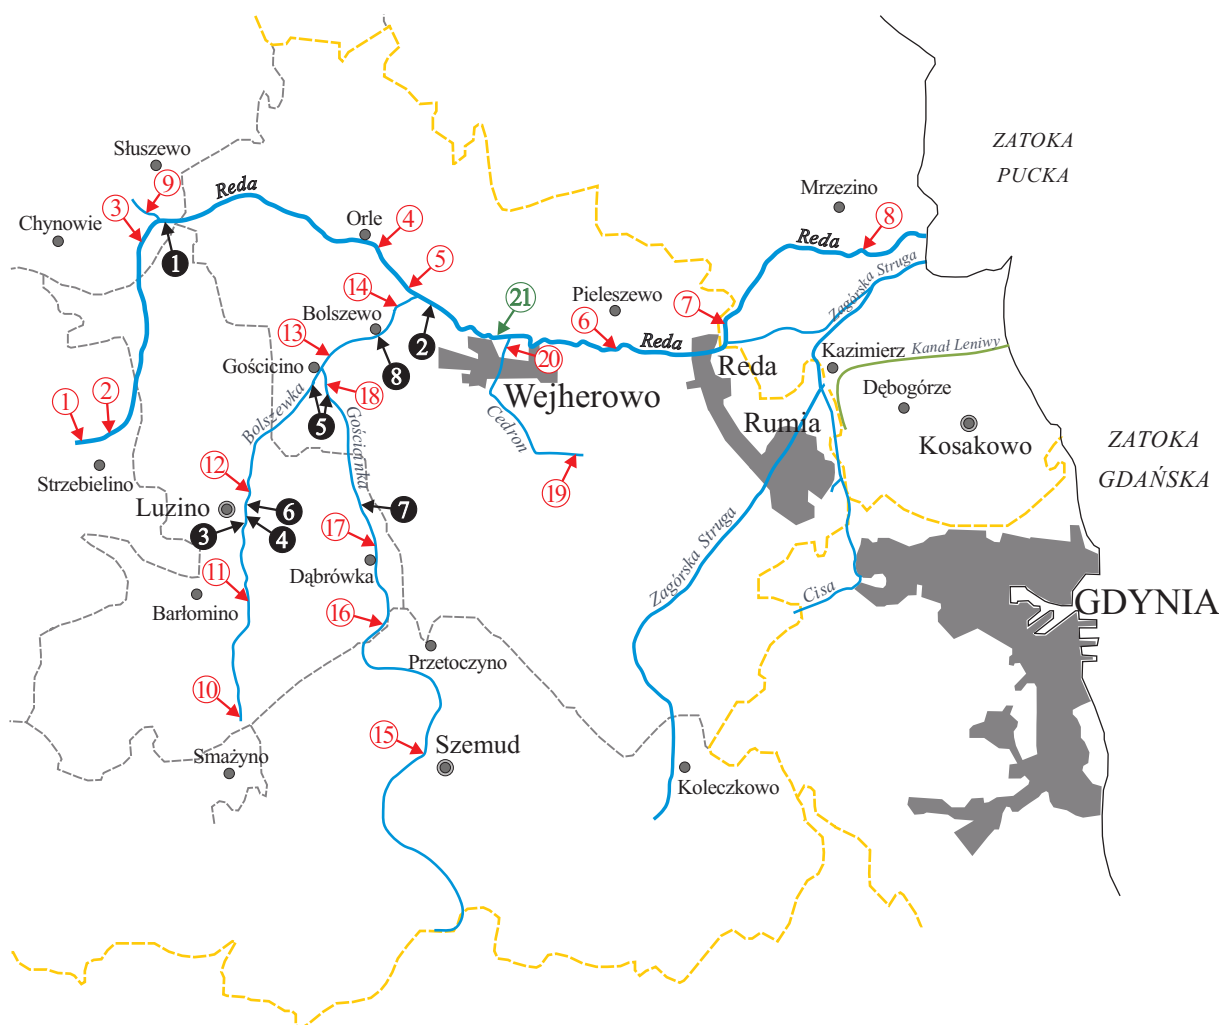 ZATOKA
PUCKA
Słuszewo
9
Mrzezino
Reda
3
Chynowie
Orle
4
8
Reda
1
5
Zagórska Struga
14
21
Pieleszewo
7
Bolszewo
2
6
13
Reda
20
Kazimierz
Kanał Leniwy
Gościcino
8
Reda
18
Dębogórze
Wejherowo
1
2
5
Bolszewka
Gościcinka
Rumia
Cedron
Kosakowo
ZATOKA
GDAŃSKA
12
Strzebielino
19
Luzino
6
7
3
4
17
Zagórska Struga
11
Dąbrówka
Cisa
Barłomino
16
GDYNIA
Przetoczyno
10
15
Szemud
Smażyno
Koleczkowo